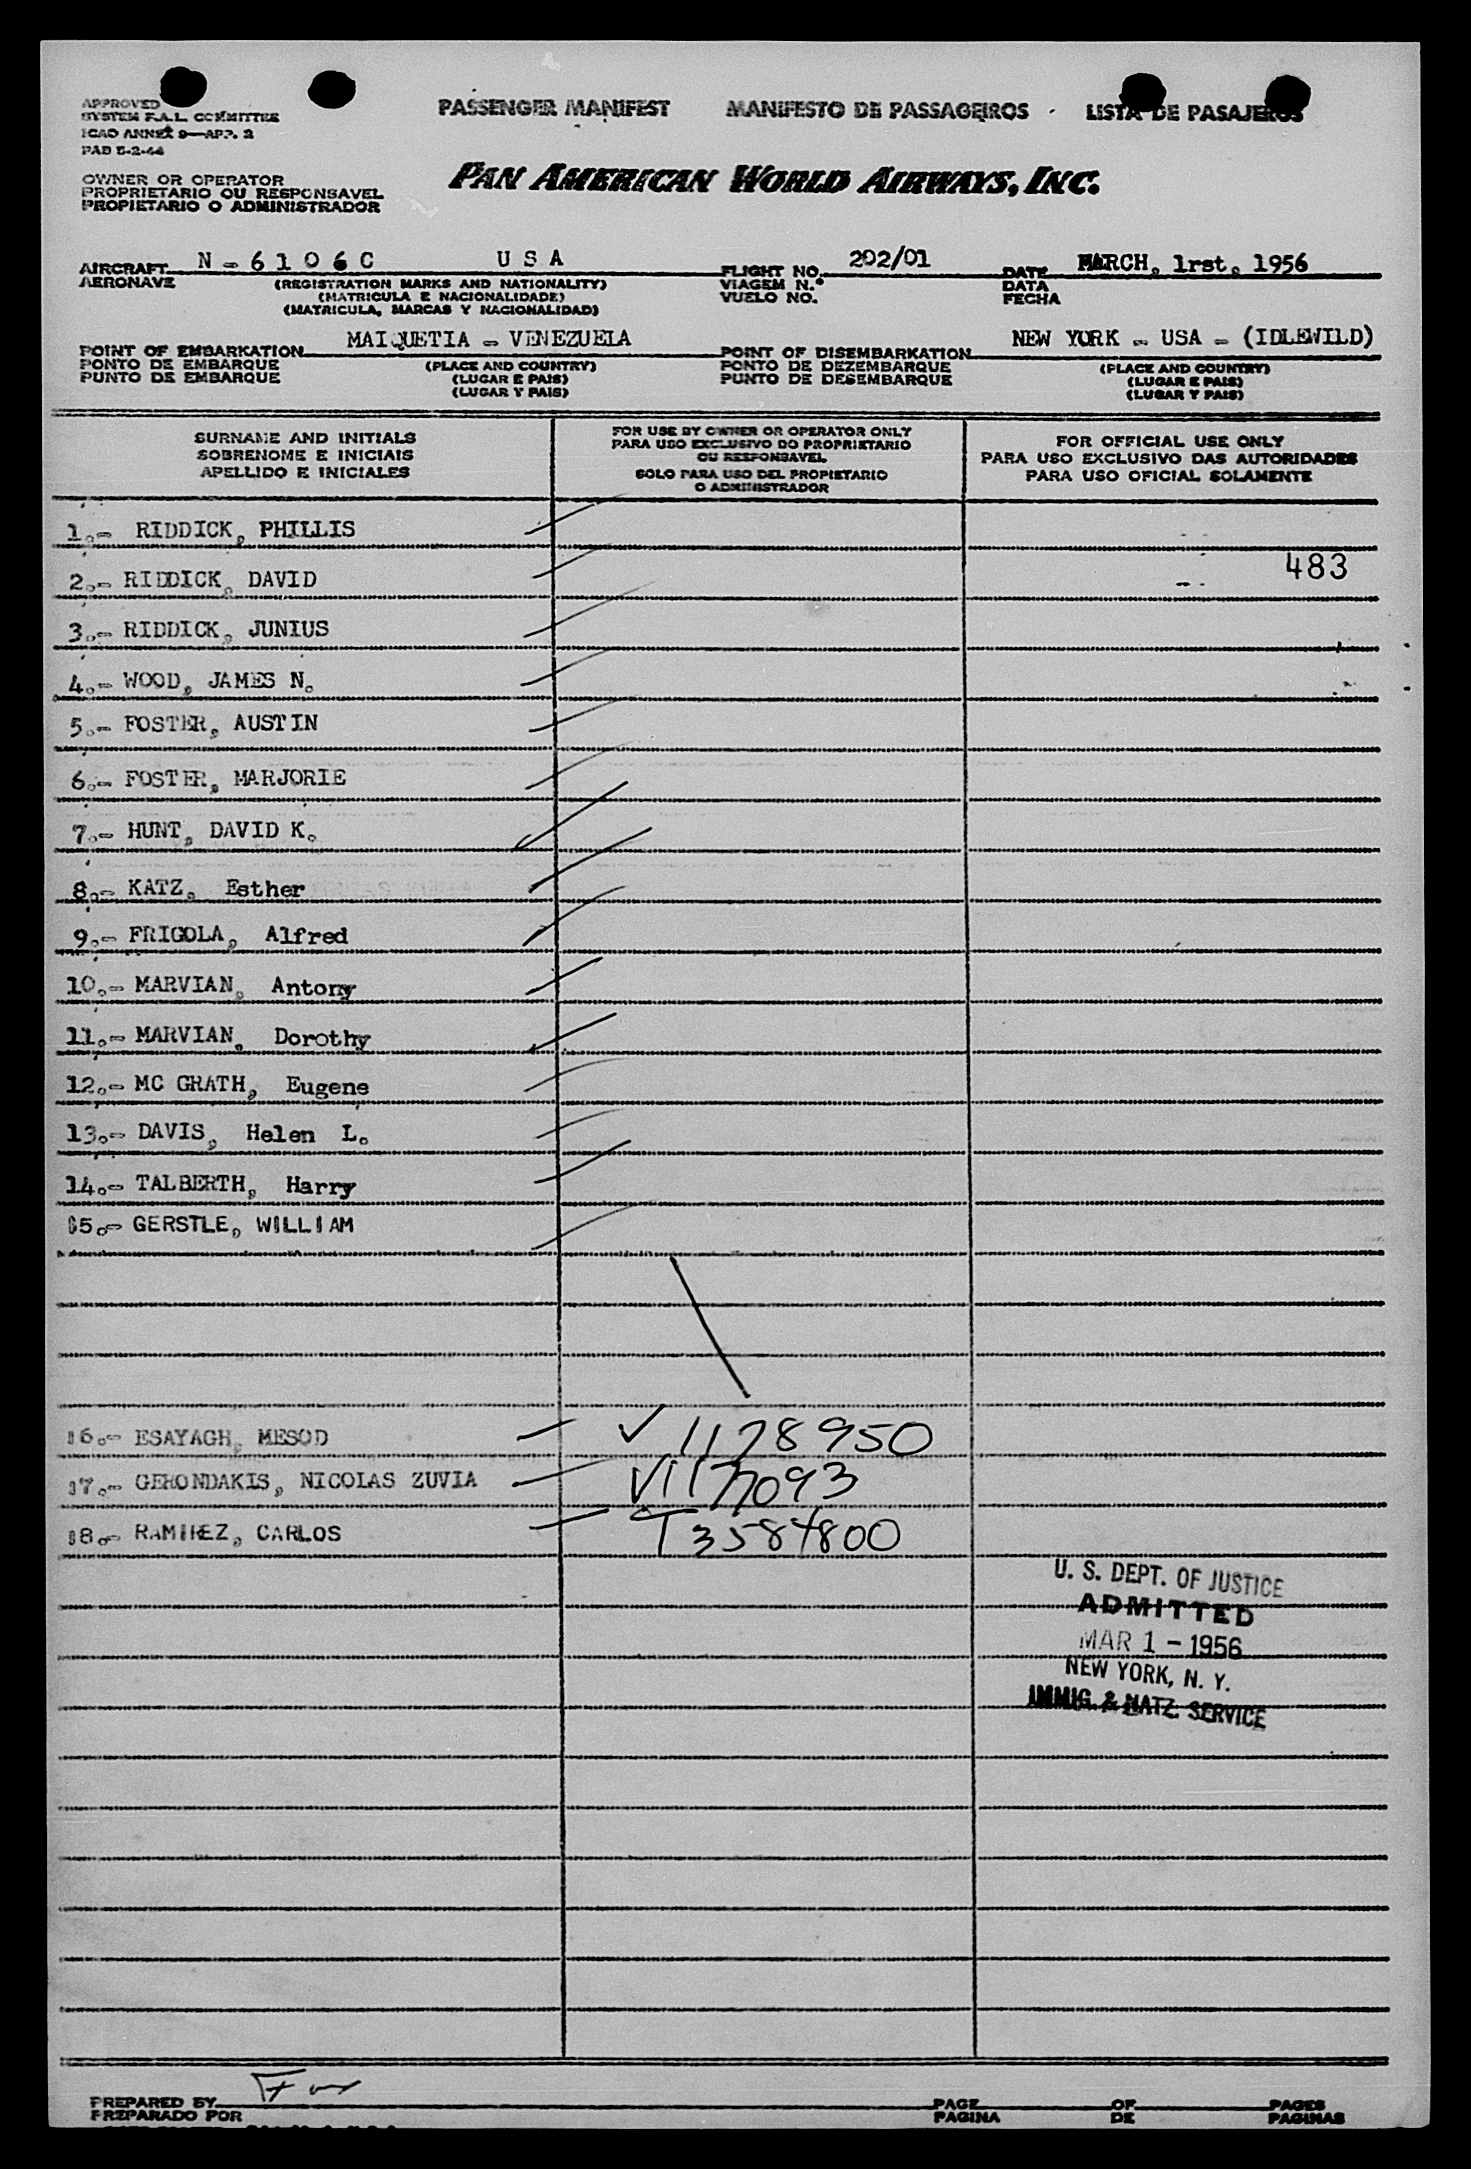 APPROVED
SYSTEM F.A.L. COMMITTEE
ICAO ANNEX 9—APP. 2
PAD 5-2-44
PASSENGER MANIFEST MANIFESTO DE PASSAGEIROS - LISTA DE PASAJEROS
PAN AMERICAN WORLD AIRWAYS, INC.
OWNER OR OPERATOR
PROPRIETARIO OU RESPONSAVEL
PROPIETARIO O ADMINISTRADOR
AIRCRAFT N-6106C U S A FLIGHT NO. 202/01 DATE MARCH, 1rst, 1956
AERONAVE (REGISTRATION MARKS AND NATIONALITY) VIAGEM N.º DATA
(MATRICULA E NACIONALIDADE) VUELO NO. FECHA
(MATRICULA, MARCAS Y NACIONALIDAD)
POINT OF EMBARKATION MAIQUETIA - VENEZUELA POINT OF DISEMBARKATION NEW YORK - USA - (IDLEWILD)
PONTO DE EMBARQUE (PLACE AND COUNTRY) PONTO DE DEZEMBARQUE (PLACE AND COUNTRY)
PUNTO DE EMBARQUE (LUGAR E PAIS) PUNTO DE DESEMBARQUE (LUGAR E PAIS)
(LUGAR Y PAIS) (LUGAR Y PAIS)
SURNAME AND INITIALS
SOBRENOME E INICIAIS
APELLIDO E INICIALES
FOR USE BY OWNER OR OPERATOR ONLY
PARA USO EXCLUSIVO DO PROPRIETARIO
OU RESPONSAVEL
SOLO PARA USO DEL PROPIETARIO
O ADMINISTRADOR
FOR OFFICIAL USE ONLY
PARA USO EXCLUSIVO DAS AUTORIDADES
PARA USO OFICIAL SOLAMENTE
1.- RIDDICK, PHILLIS
2.- RIDDICK, DAVID 483
3.- RIDDICK, JUNIUS
4.- WOOD, JAMES N.
5.- FOSTER, AUSTIN
6.- FOSTER, MARJORIE
7.- HUNT, DAVID K.
8.- KATZ, Esther
9.- FRIGOLA, Alfred
10.- MARVIAN, Antony
11.- MARVIAN, Dorothy
12.- MC GRATH, Eugene
13.- DAVIS, Helen L.
14.- TALBERTH, Harry
15.- GERSTLE, WILLIAM
16.- ESAYAGH, MESOD ✓ 1178950
17.- GERONDAKIS, NICOLAS ZUVIA V1177093
18.- RAMIREZ, CARLOS T3584800
U. S. DEPT. OF JUSTICE
ADMITTED
MAR 1 - 1956
NEW YORK, N. Y.
IMMIG. & NATZ. SERVICE
PREPARED BY PAGE OF PAGES
PREPARADO POR PAGINA DE PAGINAS